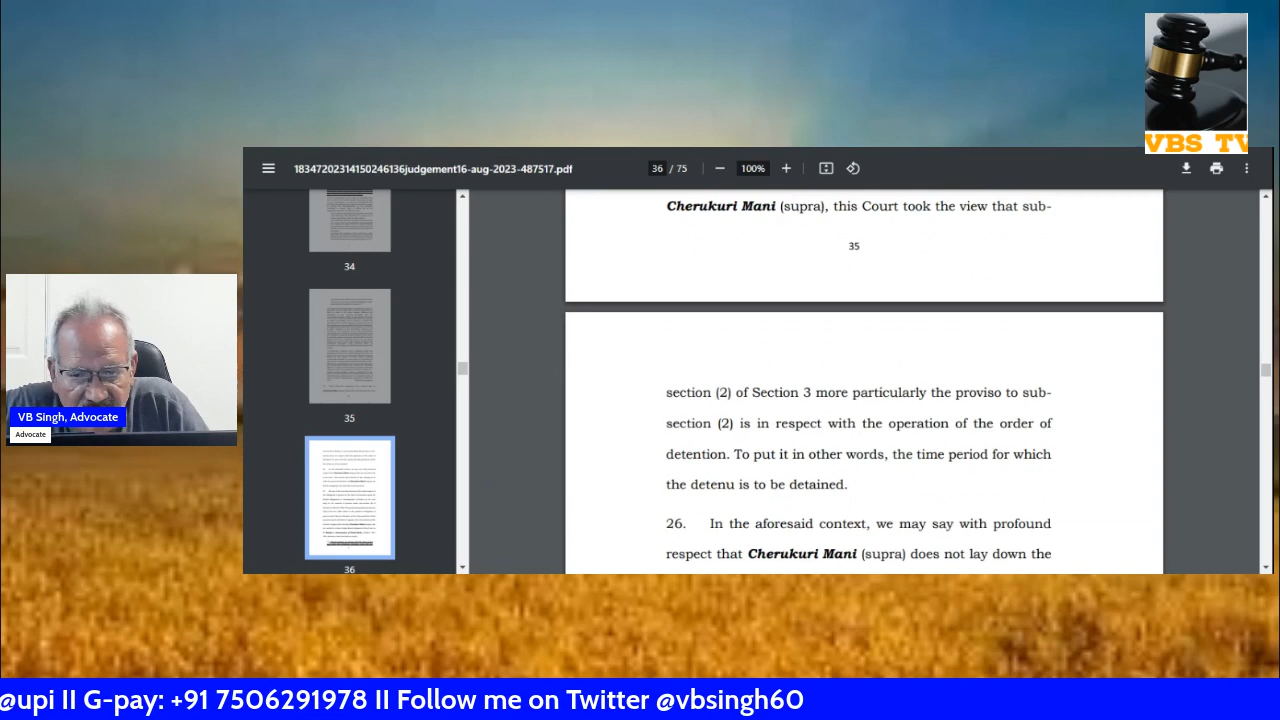 VBS TV
18347202314150246136judgement16-aug-2023-487517.pdf
36 / 75
100%
Cherukuri Mani (supra), this Court took the view that sub-
35
34
35
36
section (2) of Section 3 more particularly the proviso to sub-
section (2) is in respect with the operation of the order of
detention. To put it in other words, the time period for which
the detenu is to be detained.
26. In the aforesaid context, we may say with profound
respect that Cherukuri Mani (supra) does not lay down the
VB Singh, Advocate
Advocate
@upi II G-pay: +91 7506291978 II Follow me on Twitter @vbsingh60